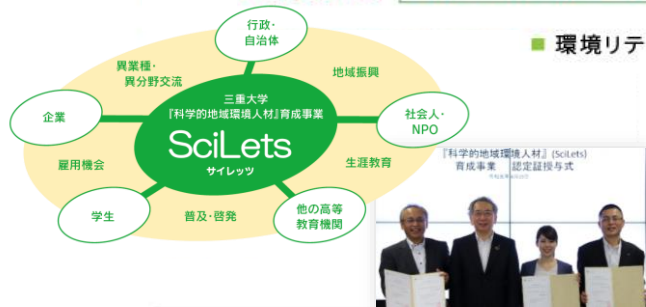 行政・
自治体
■ 環境リテ
異業種・
異分野交流
地域振興
三重大学
『科学的地域環境人材』育成事業
SciLets
サイレッツ
企業
社会人・
NPO
雇用機会
生涯教育
学生
普及・啓発
他の高等
教育機関
『科学的地域環境人材』(SciLets)
育成事業 認定証授与式